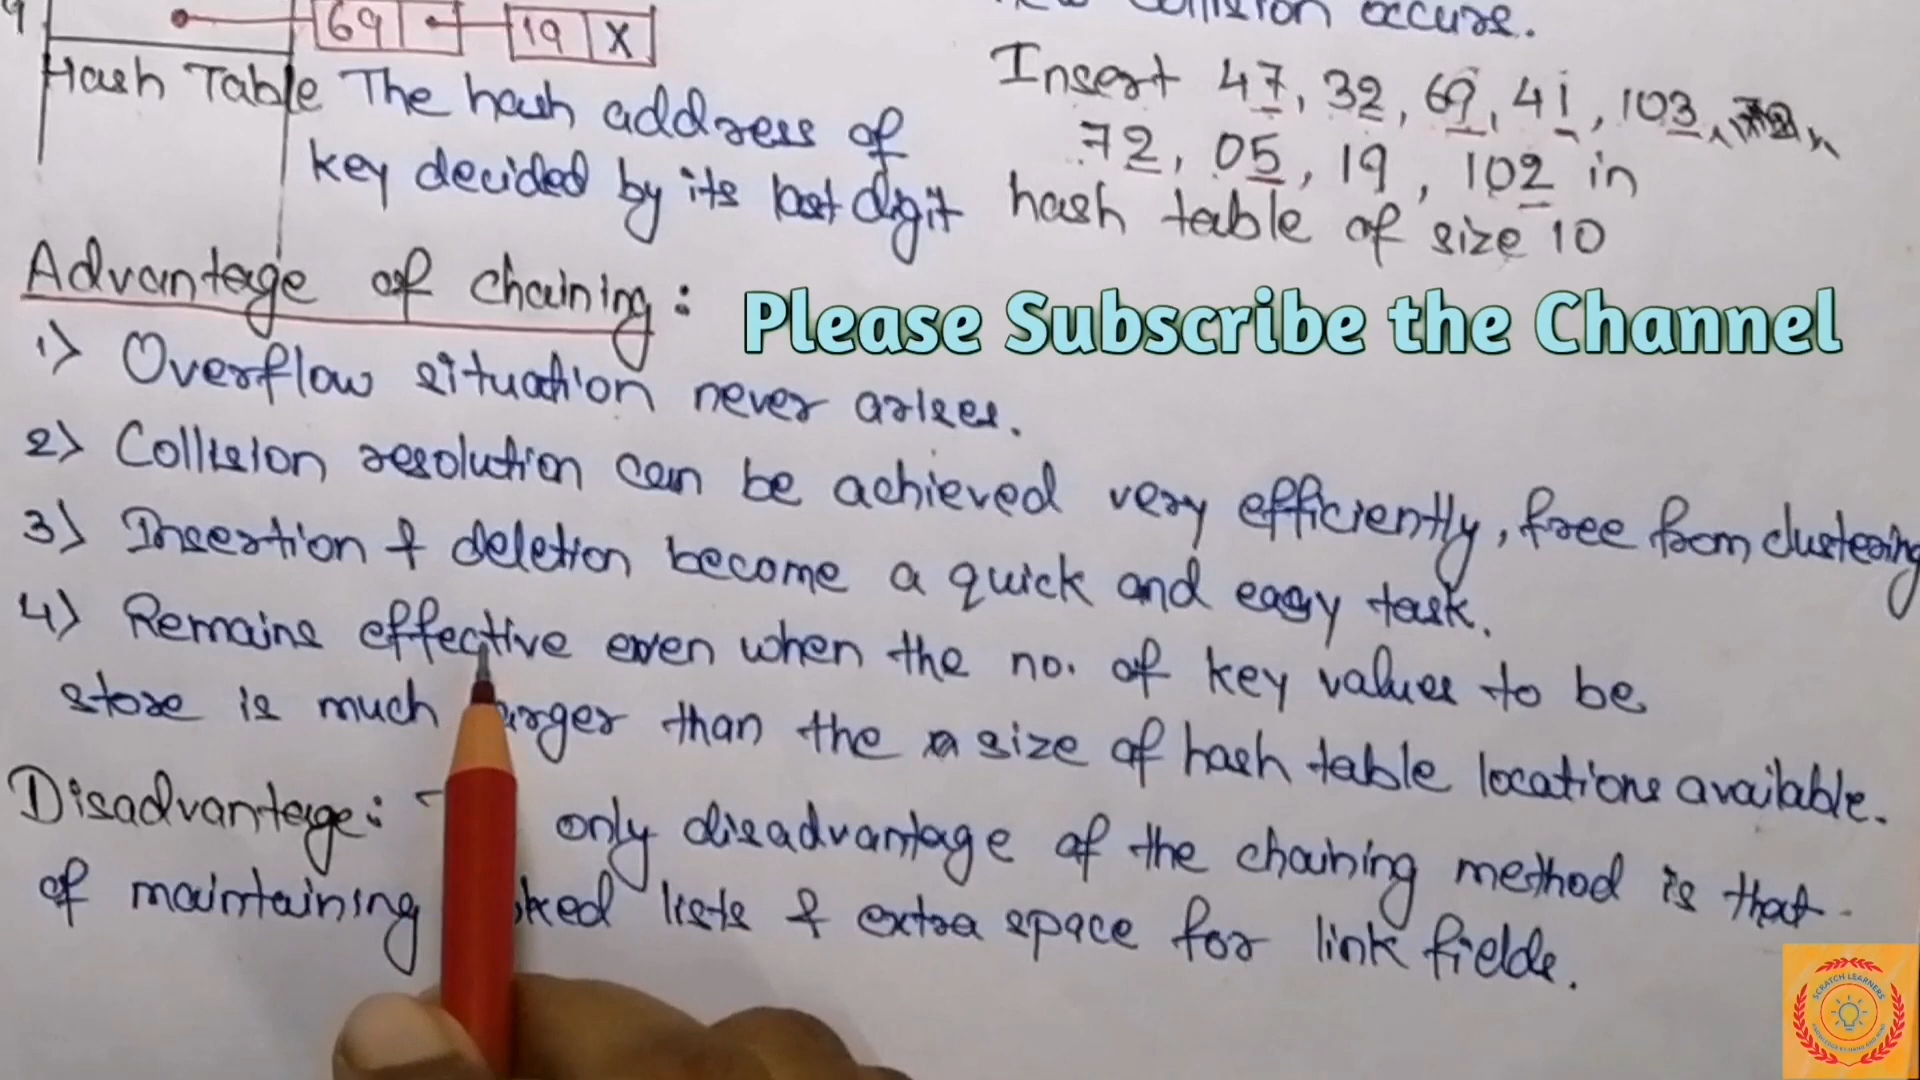 9 69 19 X
collision occurs.
Hash Table The hash address of
key decided by its last digit
Insert 47, 32, 69, 41, 103,
72, 05, 19, 102 in
hash table of size 10
Advantage of chaining:
Please Subscribe the Channel
1) Overflow situation never arises.
2) Collision resolution can be achieved very efficiently, free from clustering
3) Insertion & deletion become a quick and easy task.
4) Remains effective even when the no. of key values to be
store is much larger than the size of hash table locations available.
Disadvantage: only disadvantage of the chaining method is that
of maintaining linked lists & extra space for link fields.
SCRATCH LEARNERS